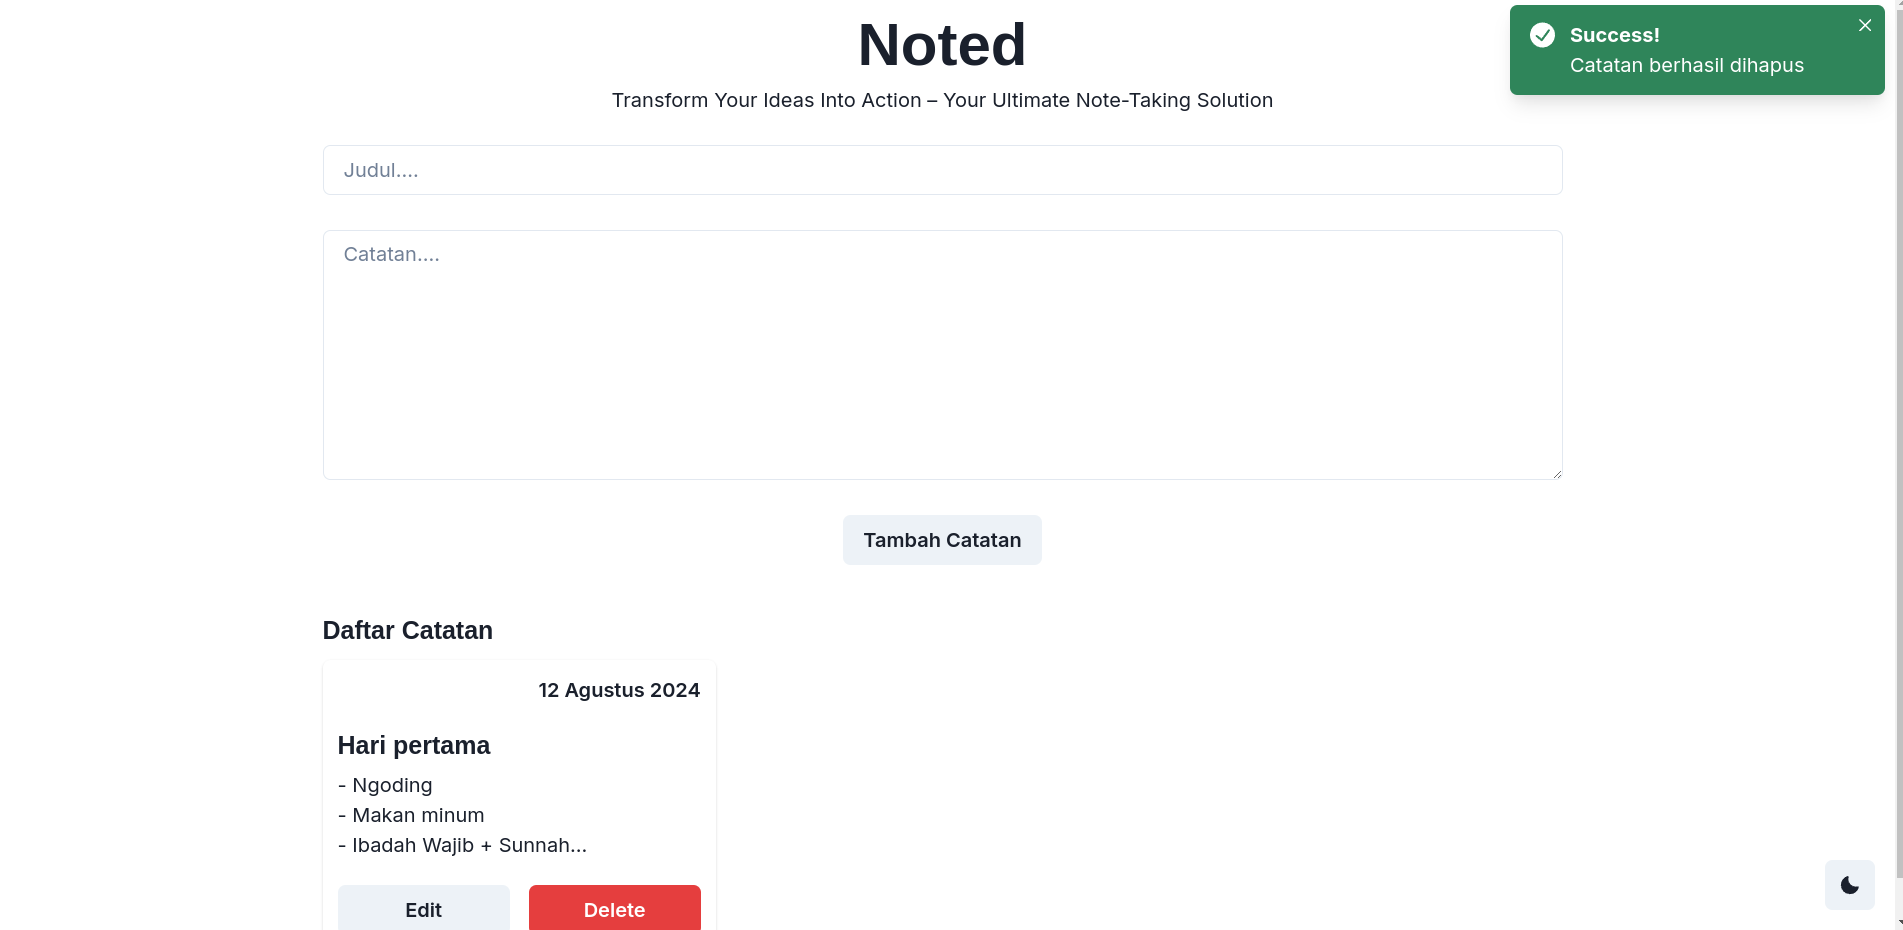 Noted
Transform Your Ideas Into Action – Your Ultimate Note-Taking Solution
Success!
Catatan berhasil dihapus
Judul....
Catatan....
Tambah Catatan
Daftar Catatan
12 Agustus 2024
Hari pertama
- Ngoding
- Makan minum
- Ibadah Wajib + Sunnah...
Edit
Delete